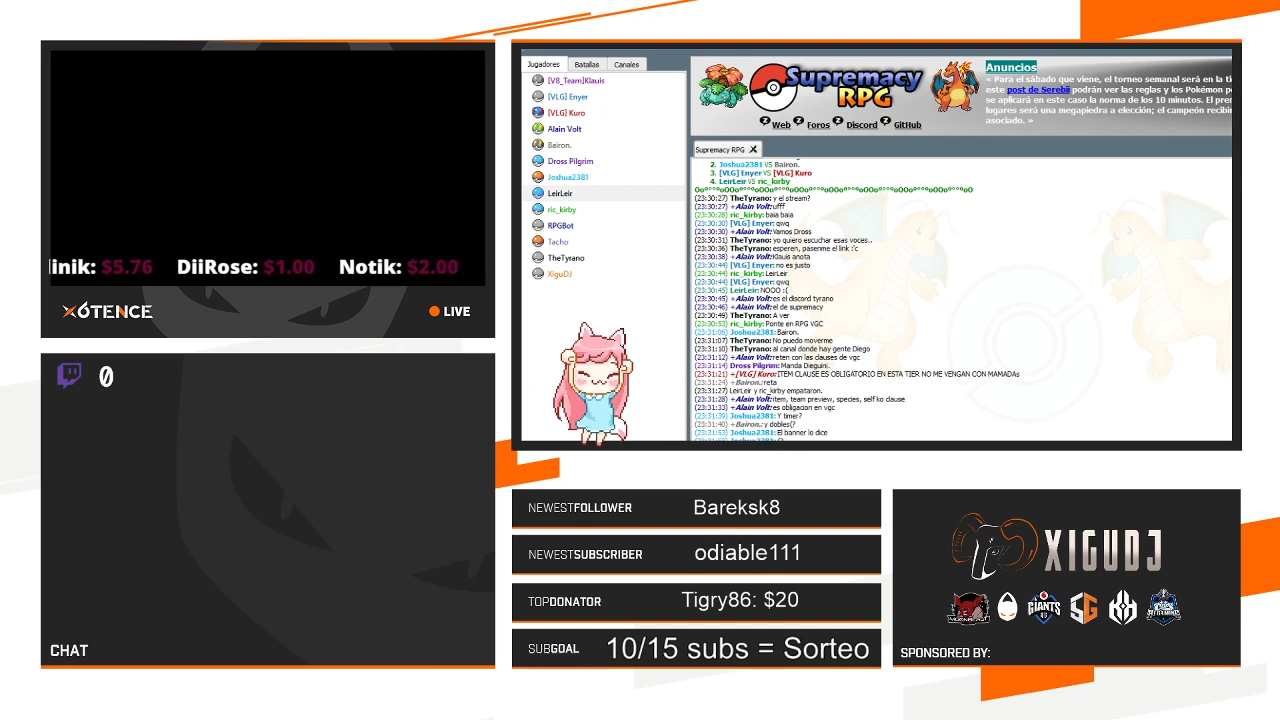 linik: $5.76 DiiRose: $1.00 Notik: $2.00
X6TENCE
LIVE
0
CHAT
Jugadores Batallas Canales
[V8_Team]Klauis
[VLG] Enyer
[VLG] Kuro
Alain Volt
Bairon.
Dross Pilgrim
Joshua2381
LeirLeir
ric_kirby
RPGBot
Tacho
TheTyrano
XiguDJ
Supremacy
RPG
Web Foros Discord GitHub
Anuncios
« Para el sábado que viene, el torneo semanal será en la ti
este post de Serebii podrán ver las reglas y los Pokémon p
se aplicará en este caso la norma de los 10 minutos. El pre
lugares será una megapiedra a elección; el campeón recibi
asociado. »
Supremacy RPG X
2. Joshua2381 VS Bairon.
3. [VLG] Enyer VS [VLG] Kuro
4. LeirLeir VS ric_kirby
(23:30:27) TheTyrano: y el stream?
(23:30:27) +Alain Volt: ufff
(23:30:28) ric_kirby: baia baia
(23:30:30) [VLG] Enyer: qwq
(23:30:30) +Alain Volt: Vamos Dross
(23:30:31) TheTyrano: yo quiero escuchar esas voces..
(23:30:36) TheTyrano: esperen, pasenme el link :'c
(23:30:38) +Alain Volt: Klauis anota
(23:30:44) [VLG] Enyer: no es justo
(23:30:44) ric_kirby: LeirLeir
(23:30:44) [VLG] Enyer: qwq
(23:30:45) LeirLeir: NOOO :(
(23:30:45) +Alain Volt: es el discord tyrano
(23:30:46) +Alain Volt: el de supremacy
(23:30:49) TheTyrano: A ver
(23:30:53) ric_kirby: Ponte en RPG VGC
(23:31:06) Joshua2381: Bairon.
(23:31:07) TheTyrano: No puedo moverme
(23:31:10) TheTyrano: al canal donde hay gente Diego
(23:31:12) +Alain Volt: reten con las clauses de vgc
(23:31:14) Dross Pilgrim: Manda Dieguini.
(23:31:21) +[VLG] Kuro: ITEM CLAUSE ES OBLIGATORIO EN ESTA TIER NO ME VENGAN CON MAMADAs
(23:31:24) +Bairon.: reta
(23:31:27) LeirLeir y ric_kirby empataron.
(23:31:28) +Alain Volt: item, team preview, species, self ko clause
(23:31:33) +Alain Volt: es obligacion en vgc
(23:31:39) Joshua2381: Y timer?
(23:31:40) +Bairon.: y dobles(?
(23:31:53) Joshua2381: El banner lo dice
NEWESTFOLLOWER Bareksk8
NEWESTSUBSCRIBER odiable111
TOPDONATOR Tigry86: $20
SUBGOAL 10/15 subs = Sorteo
XIGUDJ
GIANTS
SPONSORED BY: